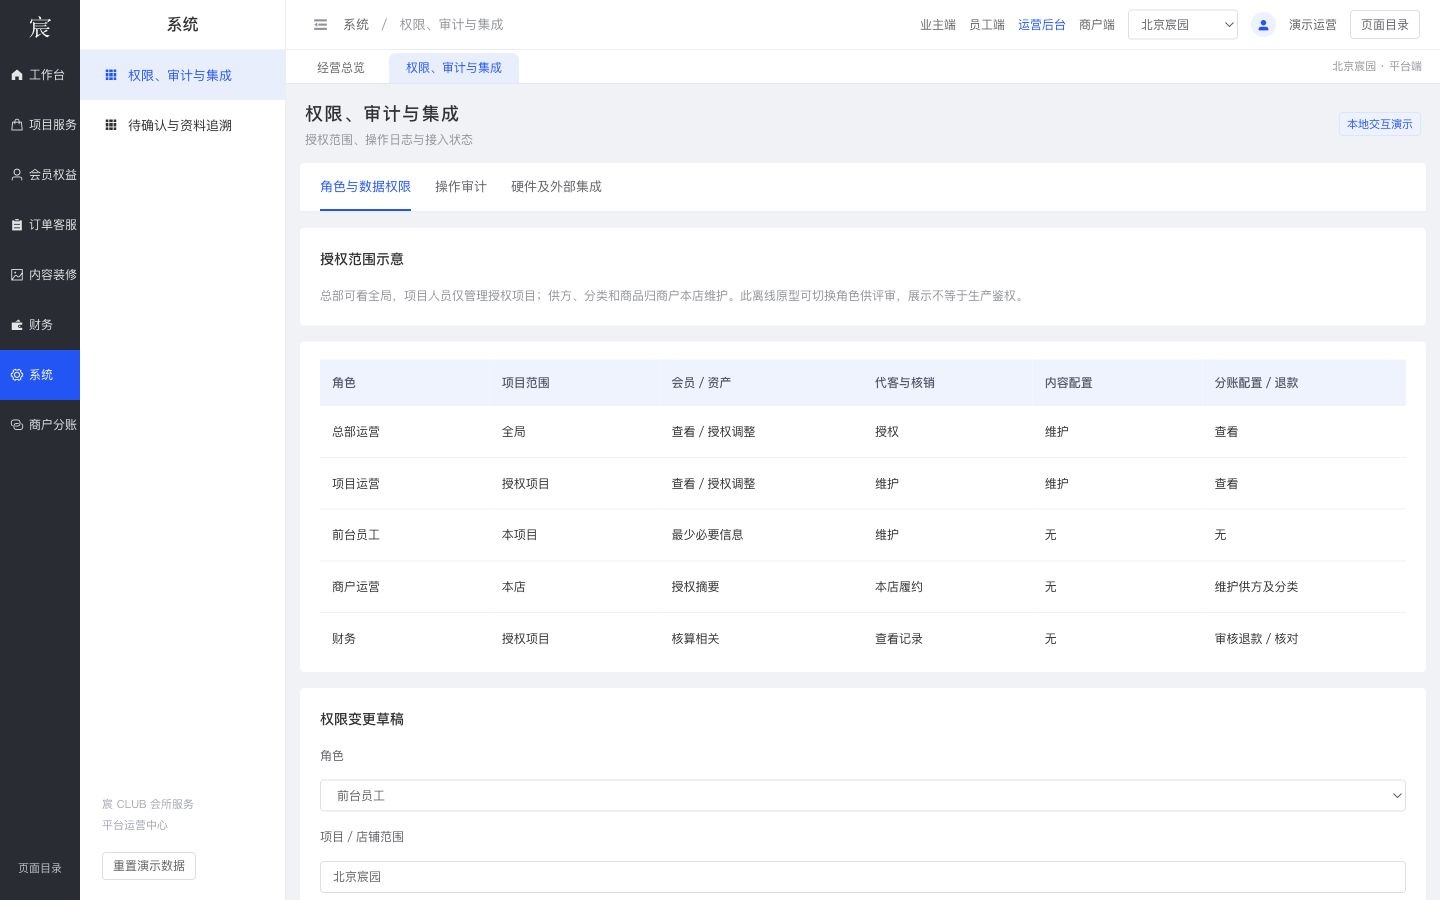 宸
工作台
项目服务
会员权益
订单客服
内容装修
财务
系统
商户分账
页面目录
系统
权限、审计与集成
待确认与资料追溯
宸 CLUB 会所服务
平台运营中心
重置演示数据
系统 / 权限、审计与集成
业主端 员工端 运营后台 商户端 北京宸园 演示运营 页面目录
经营总览 权限、审计与集成 北京宸园 · 平台端
权限、审计与集成
授权范围、操作日志与接入状态
本地交互演示
角色与数据权限 操作审计 硬件及外部集成
授权范围示意
总部可看全局，项目人员仅管理授权项目；供方、分类和商品归商户本店维护。此离线原型可切换角色供评审，展示不等于生产鉴权。
角色 项目范围 会员 / 资产 代客与核销 内容配置 分账配置 / 退款
总部运营 全局 查看 / 授权调整 授权 维护 查看
项目运营 授权项目 查看 / 授权调整 维护 维护 查看
前台员工 本项目 最少必要信息 维护 无 无
商户运营 本店 授权摘要 本店履约 无 维护供方及分类
财务 授权项目 核算相关 查看记录 无 审核退款 / 核对
权限变更草稿
角色
前台员工
项目 / 店铺范围
北京宸园